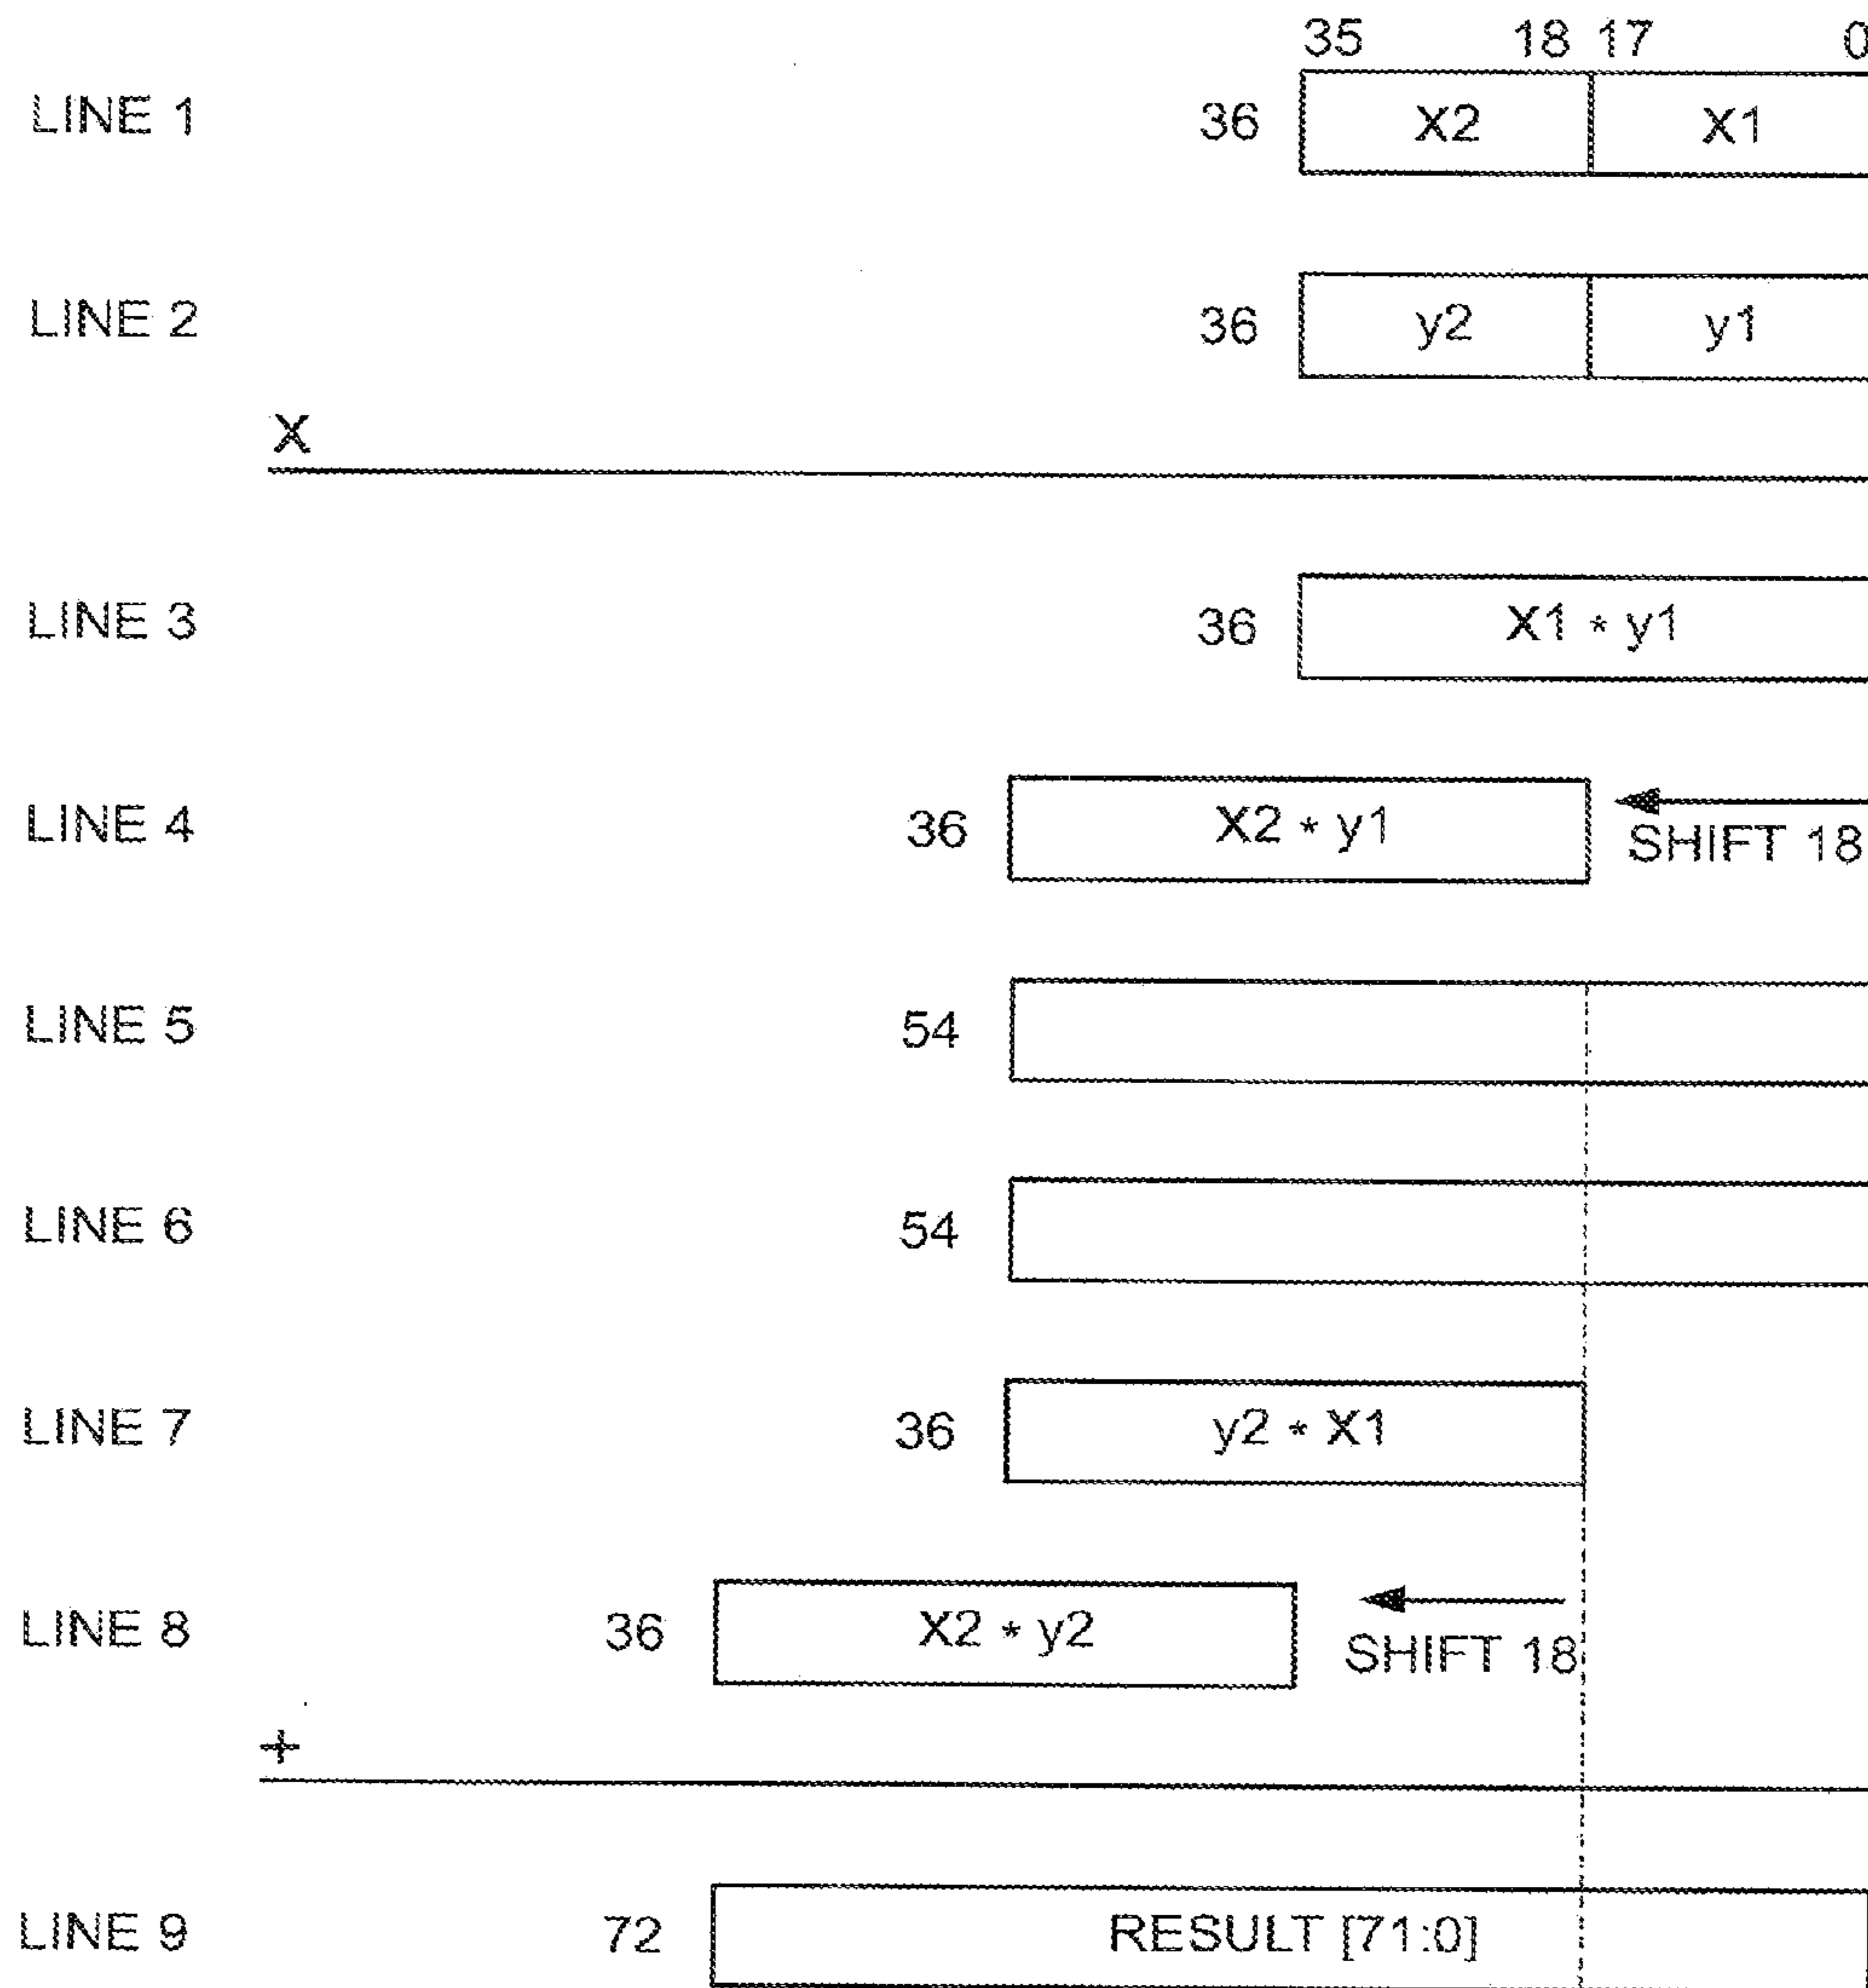 35 18 17 0
LINE 1 36 X2 X1
LINE 2 36 y2 y1
X
LINE 3 36 X1 * y1
LINE 4 36 X2 * y1 SHIFT 18
LINE 5 54
LINE 6 54
LINE 7 36 y2 * X1
LINE 8 36 X2 * y2 SHIFT 18
+
LINE 9 72 RESULT [71:0]